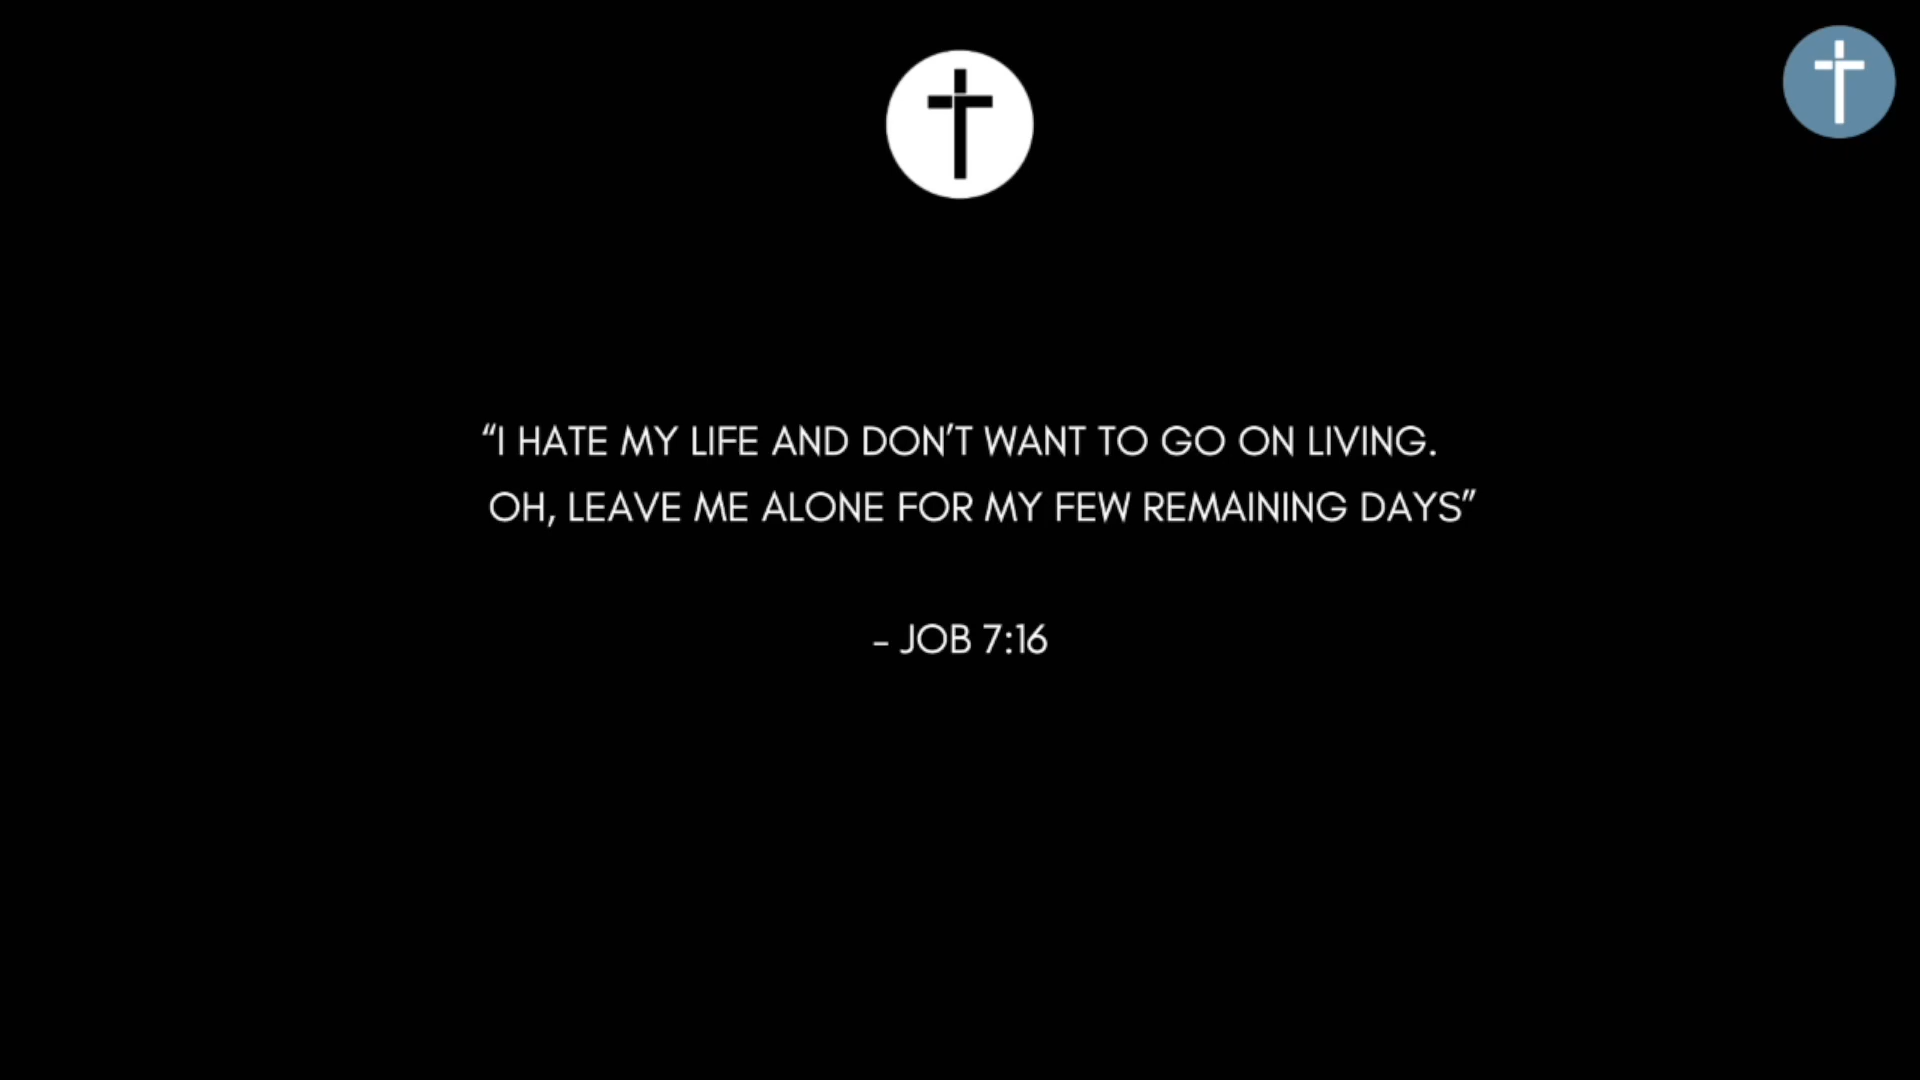 “I HATE MY LIFE AND DON’T WANT TO GO ON LIVING.
OH, LEAVE ME ALONE FOR MY FEW REMAINING DAYS”
- JOB 7:16